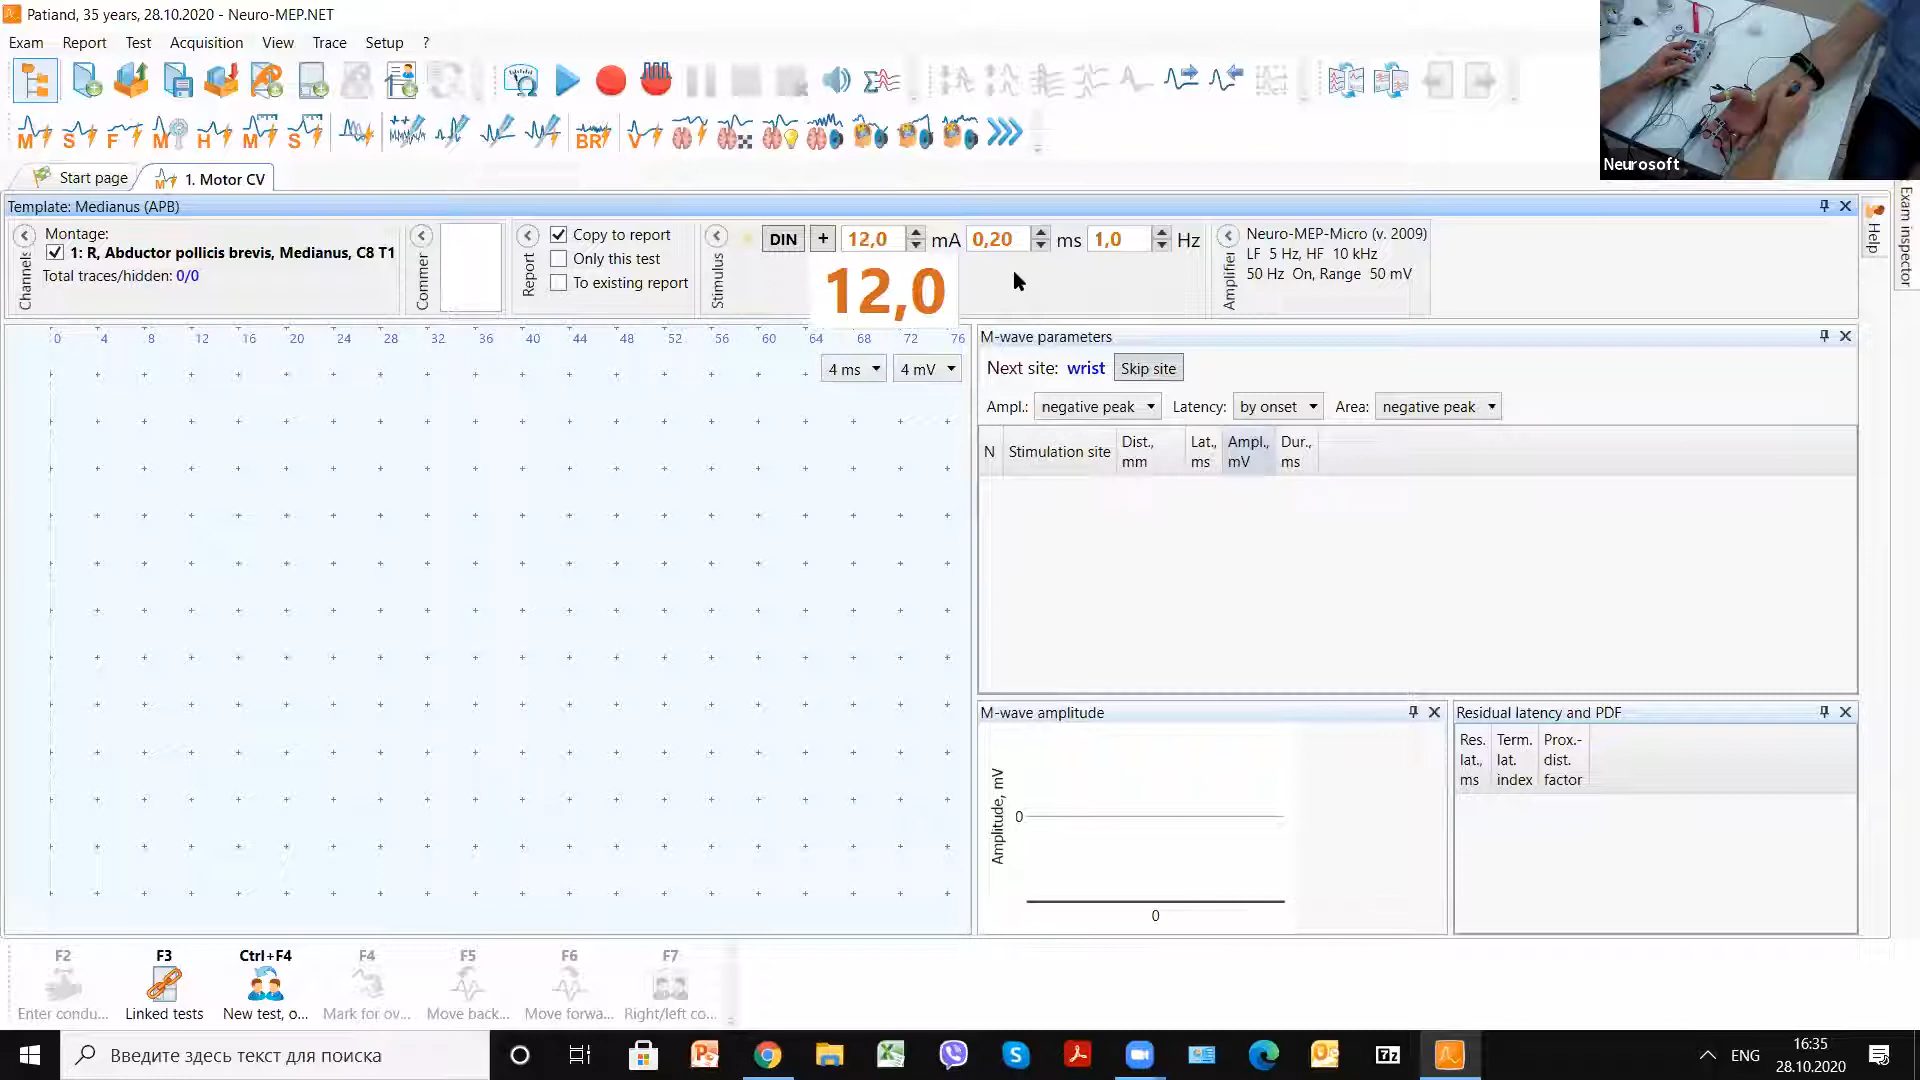 Patiand, 35 years, 28.10.2020 - Neuro-MEP.NET
Exam Report Test Acquisition View Trace Setup ?
M S F M H M S BR V
Neurosoft
Start page 1. Motor CV
Template: Medianus (APB)
Channels
Montage:
1: R, Abductor pollicis brevis, Medianus, C8 T1
Total traces/hidden: 0/0
Commer
Report
Copy to report
Only this test
To existing report
Stimulus
DIN + 12,0 mA 0,20 ms 1,0 Hz
12,0
Amplifier
Neuro-MEP-Micro (v. 2009)
LF 5 Hz, HF 10 kHz
50 Hz On, Range 50 mV
Help
Exam inspector
0 4 8 12 16 20 24 28 32 36 40 44 48 52 56 60 64 68 72 76
4 ms 4 mV
M-wave parameters
Next site: wrist Skip site
Ampl.: negative peak Latency: by onset Area: negative peak
N Stimulation site Dist., mm Lat., ms Ampl., mV Dur., ms
M-wave amplitude
Amplitude, mV
0
0
Residual latency and PDF
Res. lat., ms Term. lat. index Prox.- dist. factor
F2 F3 Ctrl+F4 F4 F5 F6 F7
Enter condu... Linked tests New test, o... Mark for ov... Move back... Move forwa... Right/left co...
Введите здесь текст для поиска
7z
ENG
16:35
28.10.2020